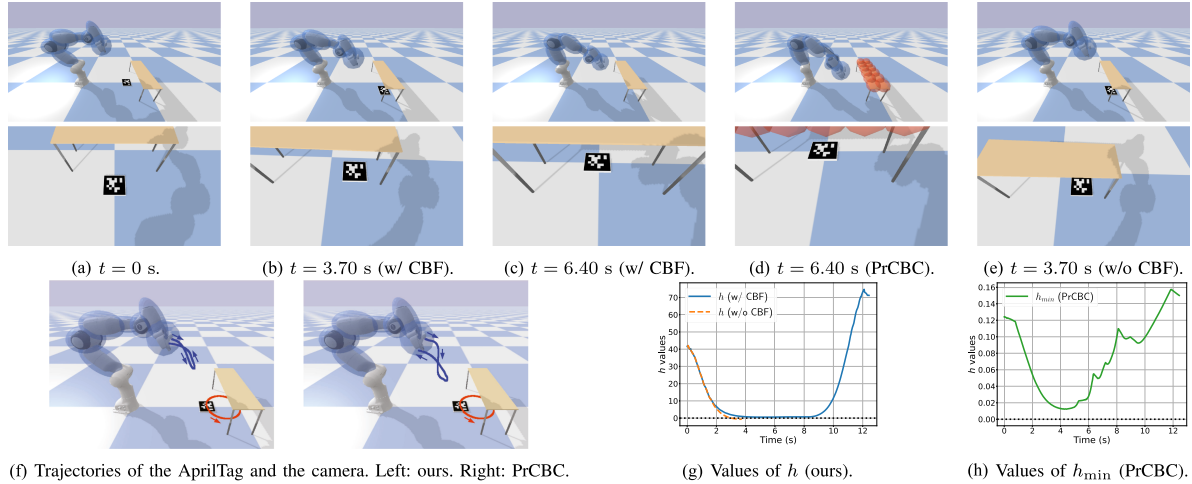 (a) t = 0 s.
(b) t = 3.70 s (w/ CBF).
(c) t = 6.40 s (w/ CBF).
(d) t = 6.40 s (PrCBC).
(e) t = 3.70 s (w/o CBF).
(f) Trajectories of the AprilTag and the camera. Left: ours. Right: PrCBC.
h values
70
60
50
40
30
20
10
0
h (w/ CBF)
h (w/o CBF)
0 2 4 6 8 10 12
Time (s)
(g) Values of h (ours).
h values
0.16
0.14
0.12
0.10
0.08
0.06
0.04
0.02
0.00
hmin (PrCBC)
0 2 4 6 8 10 12
Time (s)
(h) Values of hmin (PrCBC).